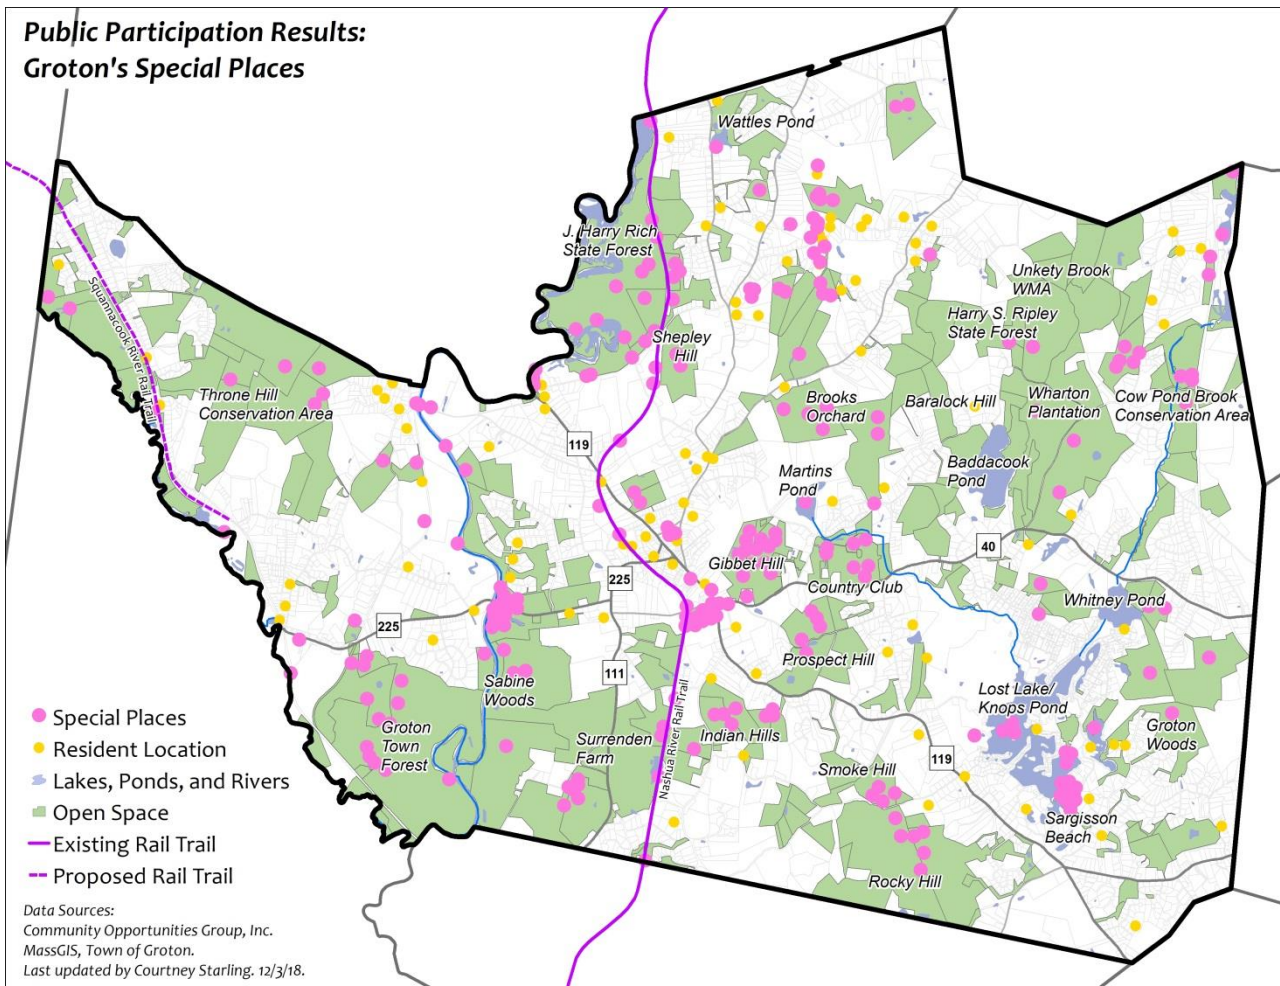 Public Participation Results:
Groton's Special Places
Wattles Pond
J. Harry Rich
State Forest
Unkety Brook
WMA
Squannacook River Rail Trail
Harry S. Ripley
State Forest
Shepley
Hill
Throne Hill
Conservation Area
Brooks
Orchard
Baralock Hill
Wharton
Plantation
Cow Pond Brook
Conservation Area
119
Martins
Pond
Baddacook
Pond
40
Gibbet Hill
225
Country Club
Whitney Pond
225
Prospect Hill
111
Sabine
Woods
Lost Lake/
Knops Pond
Special Places
Resident Location
Lakes, Ponds, and Rivers
Open Space
Existing Rail Trail
Proposed Rail Trail
Groton
Town
Forest
Surrenden
Farm
Nashua River Rail Trail
Indian Hills
Groton
Woods
119
Smoke Hill
Sargisson
Beach
Rocky Hill
Data Sources:
Community Opportunities Group, Inc.
MassGIS, Town of Groton.
Last updated by Courtney Starling. 12/3/18.